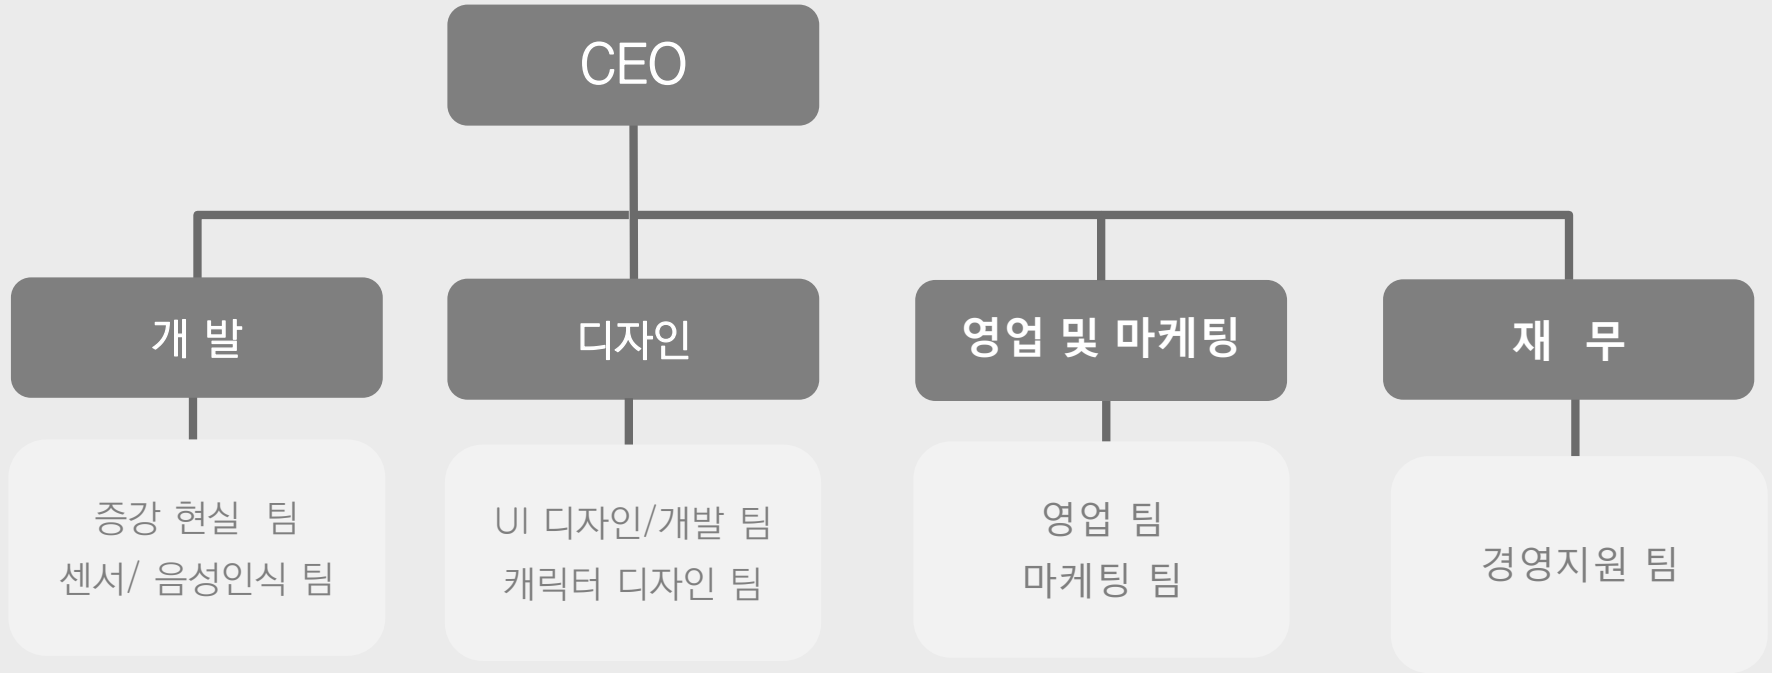 CEO
개 발
디자인
영업 및 마케팅
재 무
증강 현실 팀
센서/ 음성인식 팀
UI 디자인/개발 팀
캐릭터 디자인 팀
영업 팀
마케팅 팀
경영지원 팀